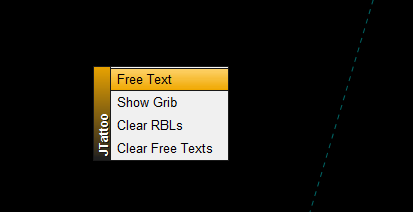 JTattoo
Free Text
Show Grib
Clear RBLs
Clear Free Texts